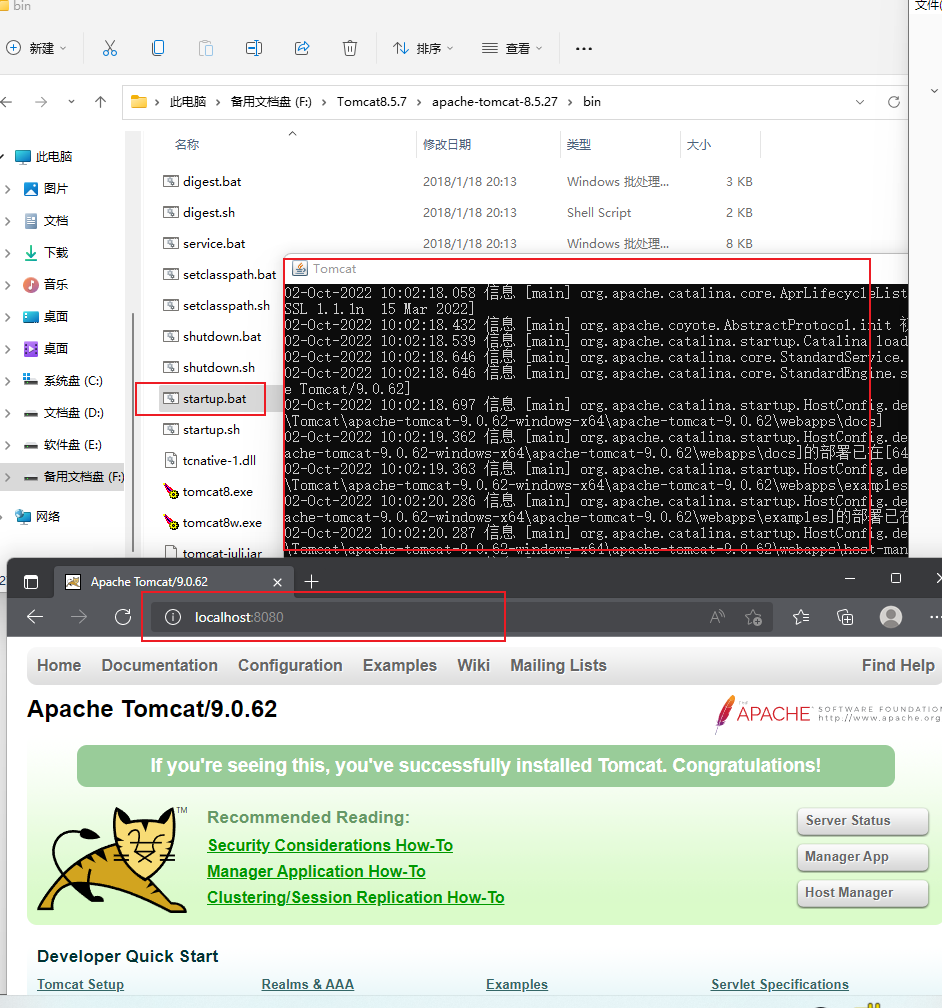 bin
文件(
新建
排序
查看
此电脑 > 备用文档盘 (F:) > Tomcat8.5.7 > apache-tomcat-8.5.27 > bin
名称 修改日期 类型 大小
此电脑
图片
文档
下载
音乐
桌面
桌面
系统盘 (C:)
文档盘 (D:)
软件盘 (E:)
备用文档盘 (F:)
网络
digest.bat 2018/1/18 20:13 Windows 批处理... 3 KB
digest.sh 2018/1/18 20:13 Shell Script 2 KB
service.bat 2018/1/18 20:13 Windows 批处理... 8 KB
setclasspath.bat
setclasspath.sh
shutdown.bat
shutdown.sh
startup.bat
startup.sh
tcnative-1.dll
tomcat8.exe
tomcat8w.exe
tomcat-juli.jar
Tomcat
02-Oct-2022 10:02:18.058 信息 [main] org.apache.catalina.core.AprLifecycleList
SSL 1.1.1n  15 Mar 2022]
02-Oct-2022 10:02:18.432 信息 [main] org.apache.coyote.AbstractProtocol.init
02-Oct-2022 10:02:18.539 信息 [main] org.apache.catalina.startup.Catalina.load
02-Oct-2022 10:02:18.646 信息 [main] org.apache.catalina.core.StandardService.
02-Oct-2022 10:02:18.646 信息 [main] org.apache.catalina.core.StandardEngine.s
e Tomcat/9.0.62]
02-Oct-2022 10:02:18.697 信息 [main] org.apache.catalina.startup.HostConfig.de
\Tomcat\apache-tomcat-9.0.62-windows-x64\apache-tomcat-9.0.62\webapps\docs]
02-Oct-2022 10:02:19.362 信息 [main] org.apache.catalina.startup.HostConfig.de
apache-tomcat-9.0.62-windows-x64\apache-tomcat-9.0.62\webapps\docs]的部署已在[64
02-Oct-2022 10:02:19.363 信息 [main] org.apache.catalina.startup.HostConfig.de
\Tomcat\apache-tomcat-9.0.62-windows-x64\apache-tomcat-9.0.62\webapps\examples
02-Oct-2022 10:02:20.286 信息 [main] org.apache.catalina.startup.HostConfig.de
apache-tomcat-9.0.62-windows-x64\apache-tomcat-9.0.62\webapps\examples]的部署已在
02-Oct-2022 10:02:20.287 信息 [main] org.apache.catalina.startup.HostConfig.de
\Tomcat\apache-tomcat-9.0.62-windows-x64\apache-tomcat-9.0.62\webapps\host-man
Apache Tomcat/9.0.62
localhost:8080
Home Documentation Configuration Examples Wiki Mailing Lists Find Help
Apache Tomcat/9.0.62
THE APACHE SOFTWARE FOUNDATION
http://www.apache.org
If you're seeing this, you've successfully installed Tomcat. Congratulations!
TM
Recommended Reading:
Security Considerations How-To
Manager Application How-To
Clustering/Session Replication How-To
Server Status
Manager App
Host Manager
Developer Quick Start
Tomcat Setup Realms & AAA Examples Servlet Specifications